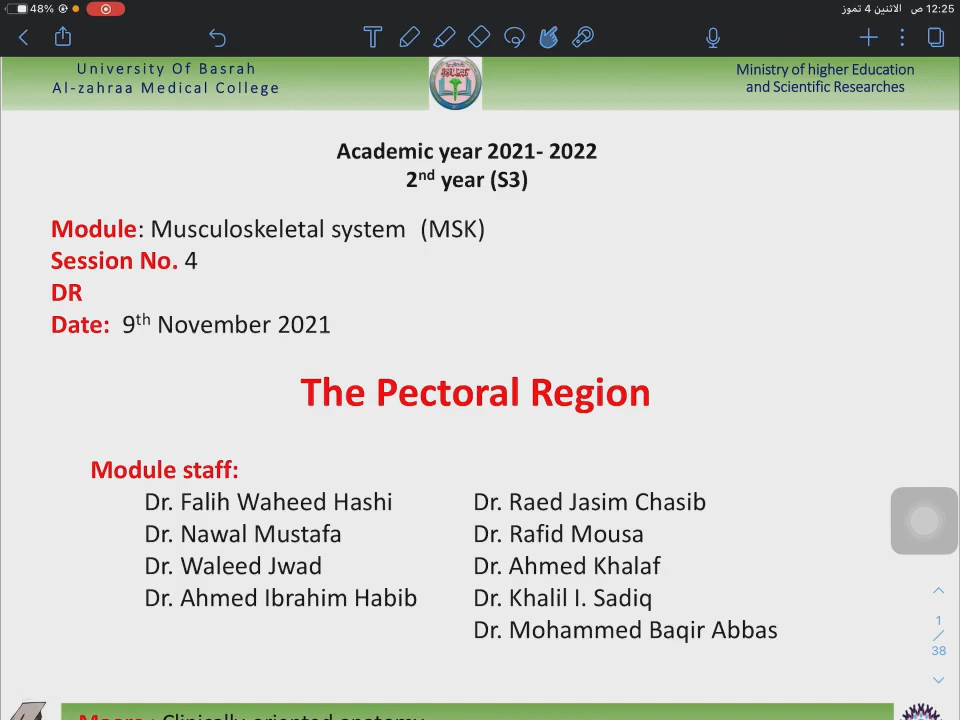 48%
12:25 ص الاثنين 4 تموز
University Of Basrah
Al-zahraa Medical College
Ministry of higher Education
and Scientific Researches
Academic year 2021- 2022
2nd year (S3)
Module: Musculoskeletal system (MSK)
Session No. 4
DR
Date: 9th November 2021
The Pectoral Region
Module staff:
Dr. Falih Waheed Hashi
Dr. Nawal Mustafa
Dr. Waleed Jwad
Dr. Ahmed Ibrahim Habib
Dr. Raed Jasim Chasib
Dr. Rafid Mousa
Dr. Ahmed Khalaf
Dr. Khalil I. Sadiq
Dr. Mohammed Baqir Abbas
1
/
38
Moore: Clinically oriented anatomy